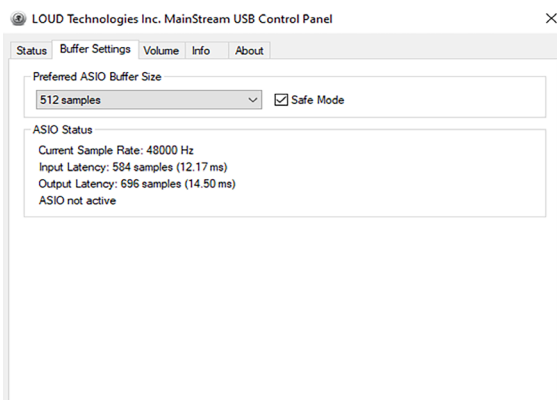 LOUD Technologies Inc. MainStream USB Control Panel
Status Buffer Settings Volume Info About
Preferred ASIO Buffer Size
512 samples Safe Mode
ASIO Status
Current Sample Rate: 48000 Hz
Input Latency: 584 samples (12.17 ms)
Output Latency: 696 samples (14.50 ms)
ASIO not active